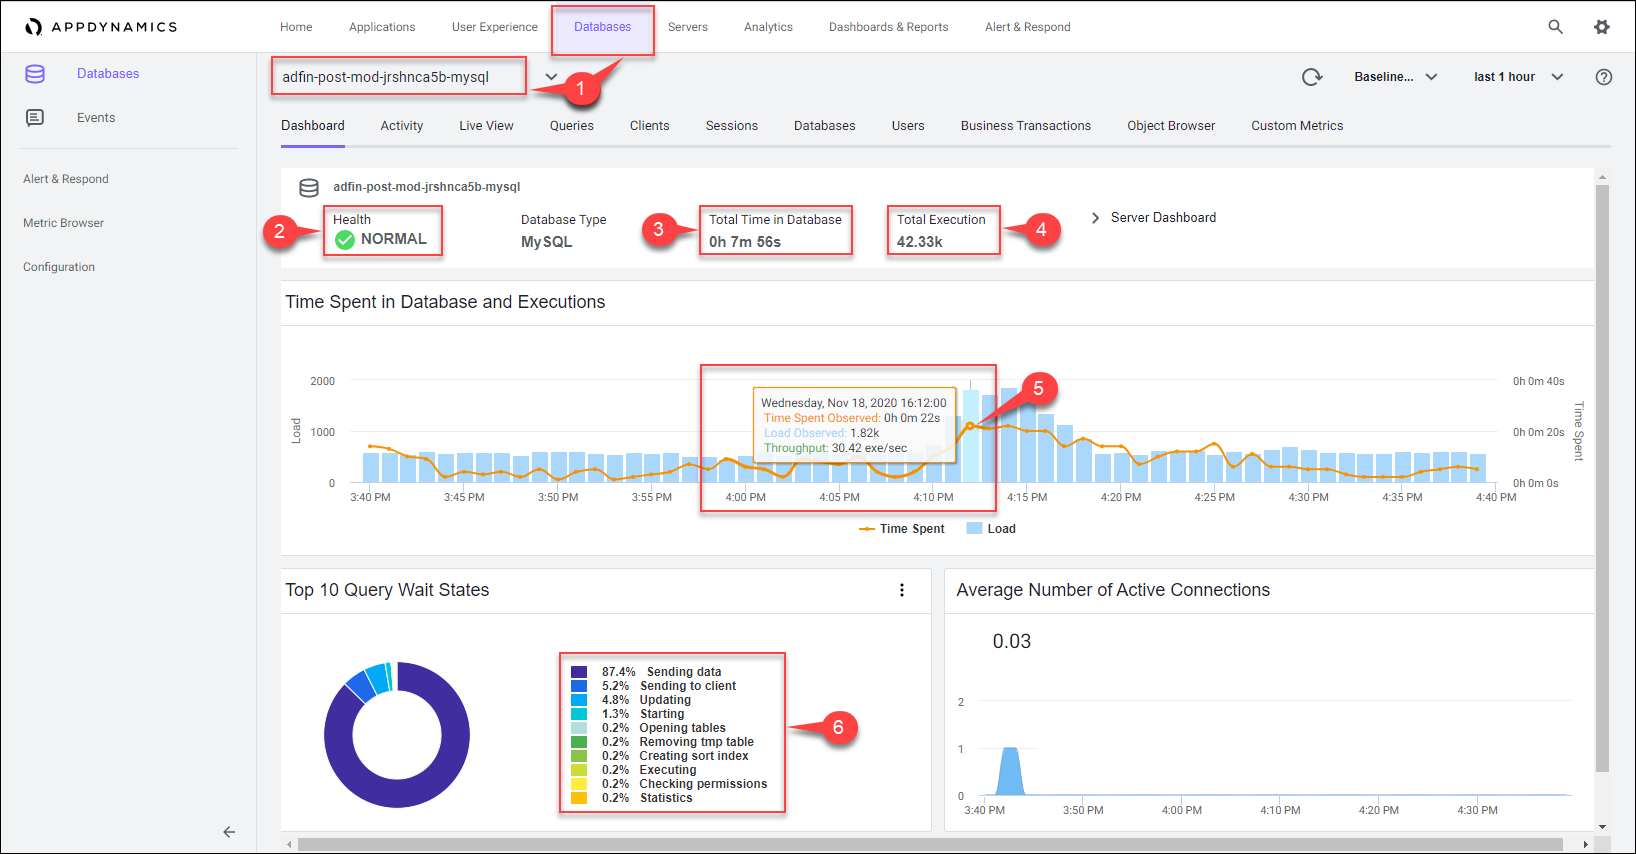 APPDYNAMICS
Home Applications User Experience Databases Servers Analytics Dashboards & Reports Alert & Respond
Databases
Events
Alert & Respond
Metric Browser
Configuration
adfin-post-mod-jrshnca5b-mysql
1
Baseline... last 1 hour
Dashboard Activity Live View Queries Clients Sessions Databases Users Business Transactions Object Browser Custom Metrics
adfin-post-mod-jrshnca5b-mysql
2
Health
NORMAL
Database Type
MySQL
3
Total Time in Database
0h 7m 56s
Total Execution
42.33k
4
Server Dashboard
Time Spent in Database and Executions
Load
2000
1000
0
Wednesday, Nov 18, 2020 16:12:00
Time Spent Observed: 0h 0m 22s
Load Observed: 1.82k
Throughput: 30.42 exe/sec
5
0h 0m 40s
0h 0m 20s
0h 0m 0s
Time Spent
3:40 PM 3:45 PM 3:50 PM 3:55 PM 4:00 PM 4:05 PM 4:10 PM 4:15 PM 4:20 PM 4:25 PM 4:30 PM 4:35 PM 4:40 PM
Time Spent Load
Top 10 Query Wait States
87.4% Sending data
5.2% Sending to client
4.8% Updating
1.3% Starting
0.2% Opening tables
0.2% Removing tmp table
0.2% Creating sort index
0.2% Executing
0.2% Checking permissions
0.2% Statistics
6
Average Number of Active Connections
0.03
2
1
0
3:40 PM 3:50 PM 4:00 PM 4:10 PM 4:20 PM 4:30 PM